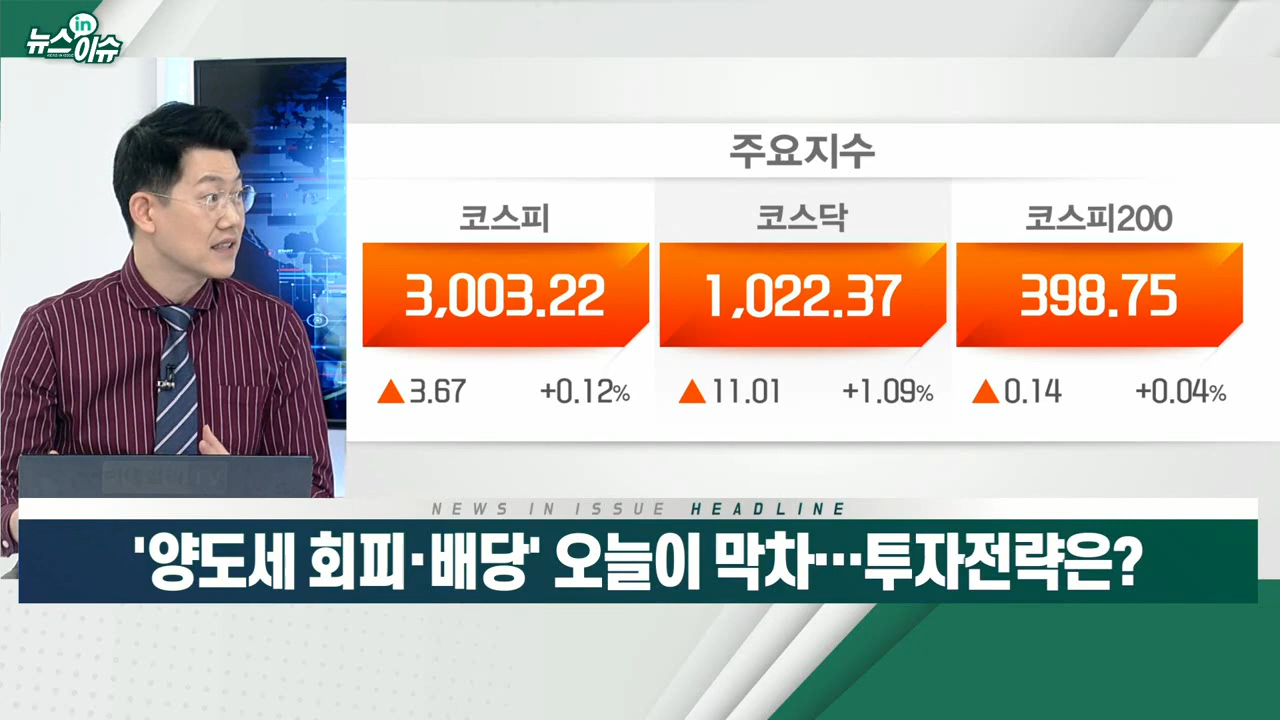 뉴스in이슈
NEWS IN ISSUE
주요지수
코스피 코스닥 코스피200
3,003.22 1,022.37 398.75
▲3.67 +0.12% ▲11.01 +1.09% ▲0.14 +0.04%
NEWS IN ISSUE HEADLINE
'양도세 회피·배당' 오늘이 막차…투자전략은?